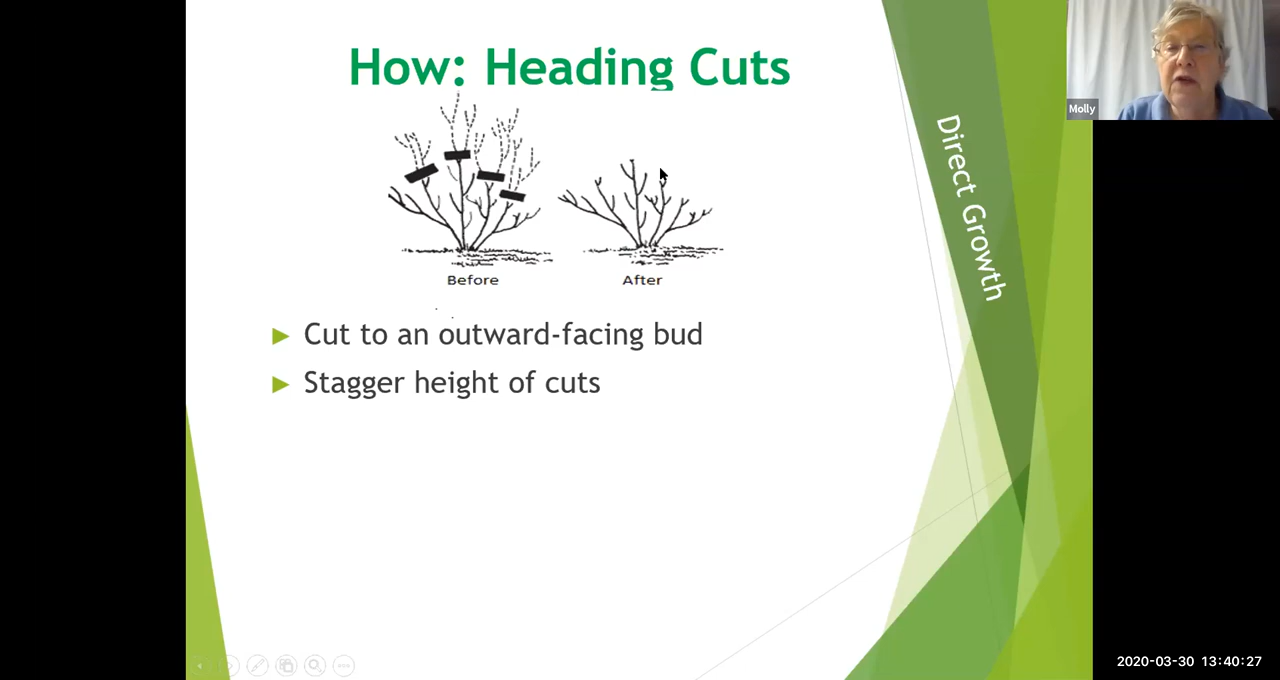 How: Heading Cuts
Molly
Direct Growth
Before
After
► Cut to an outward-facing bud
► Stagger height of cuts
2020-03-30 13:40:27